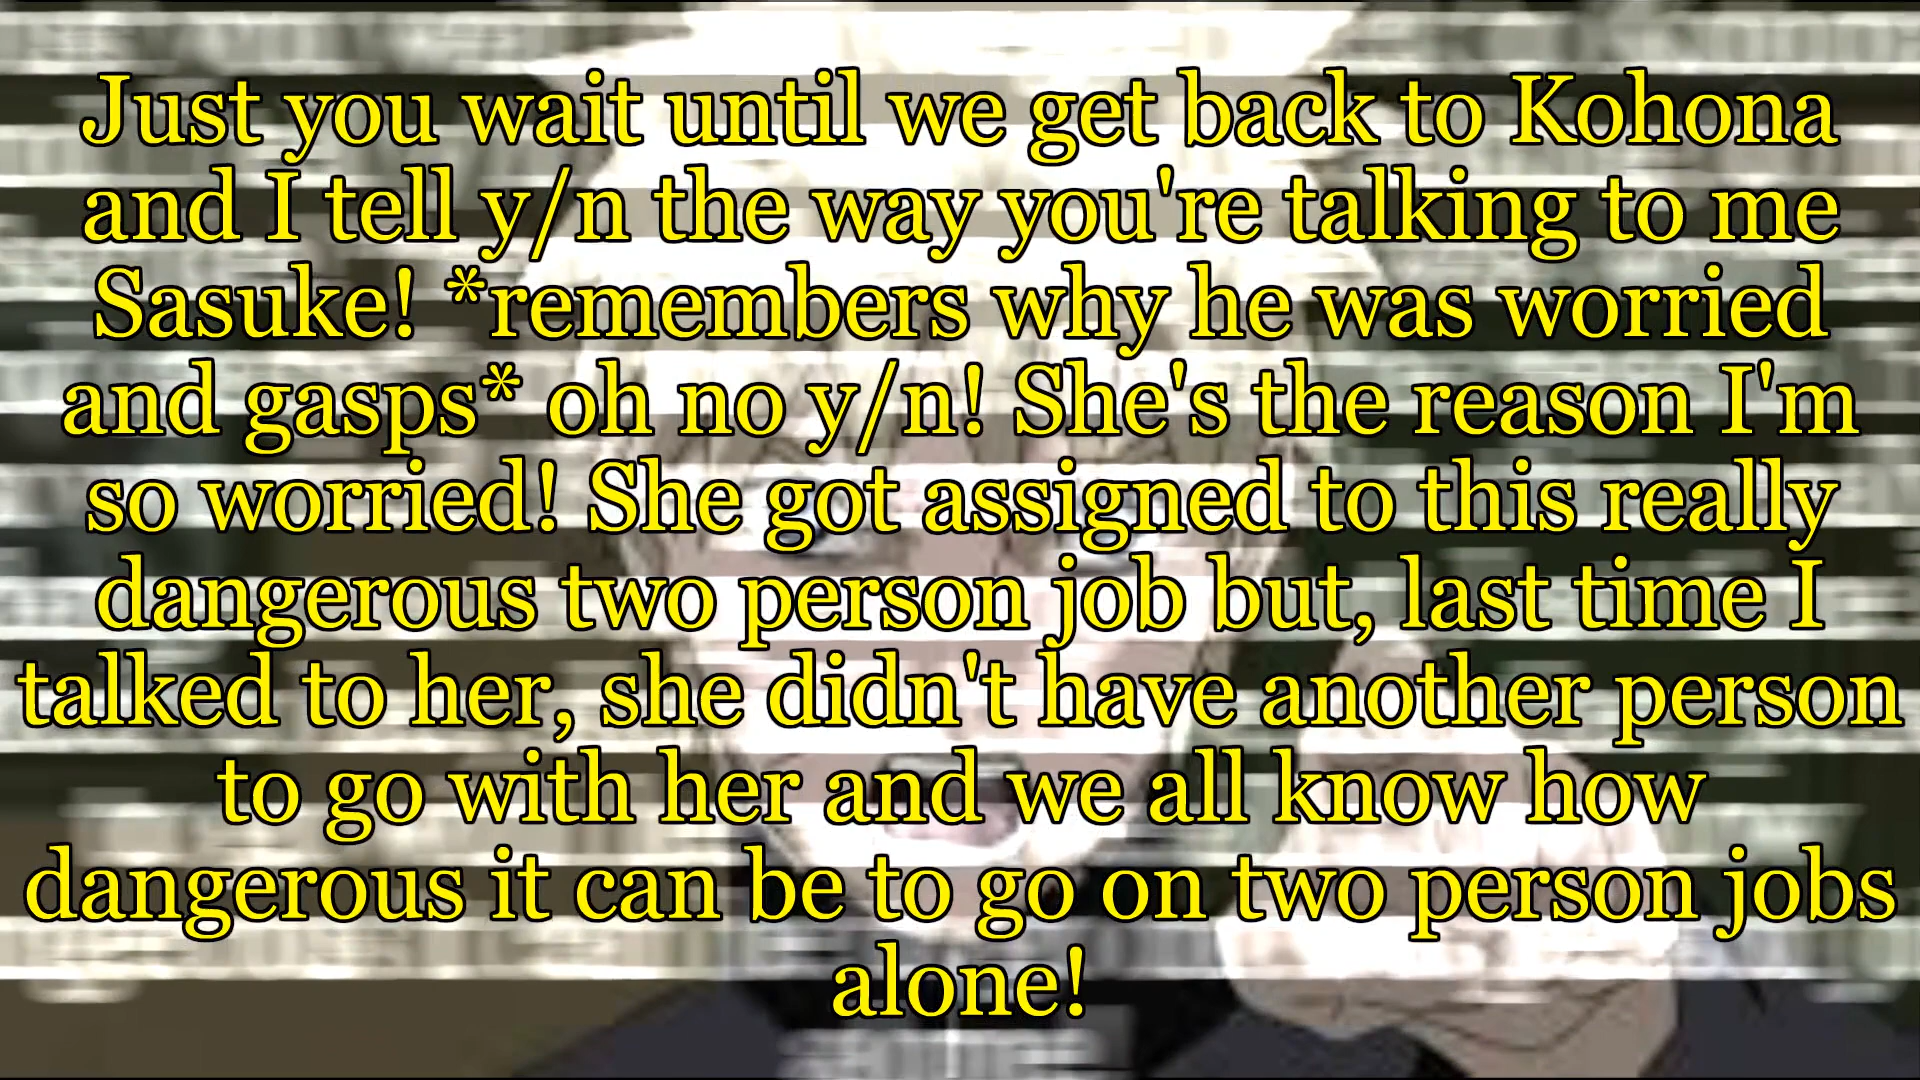 Just you wait until we get back to Kohona
and I tell y/n the way you're talking to me
Sasuke! *remembers why he was worried
and gasps* oh no y/n! She's the reason I'm
so worried! She got assigned to this really
dangerous two person job but, last time I
talked to her, she didn't have another person
to go with her and we all know how
dangerous it can be to go on two person jobs
alone!